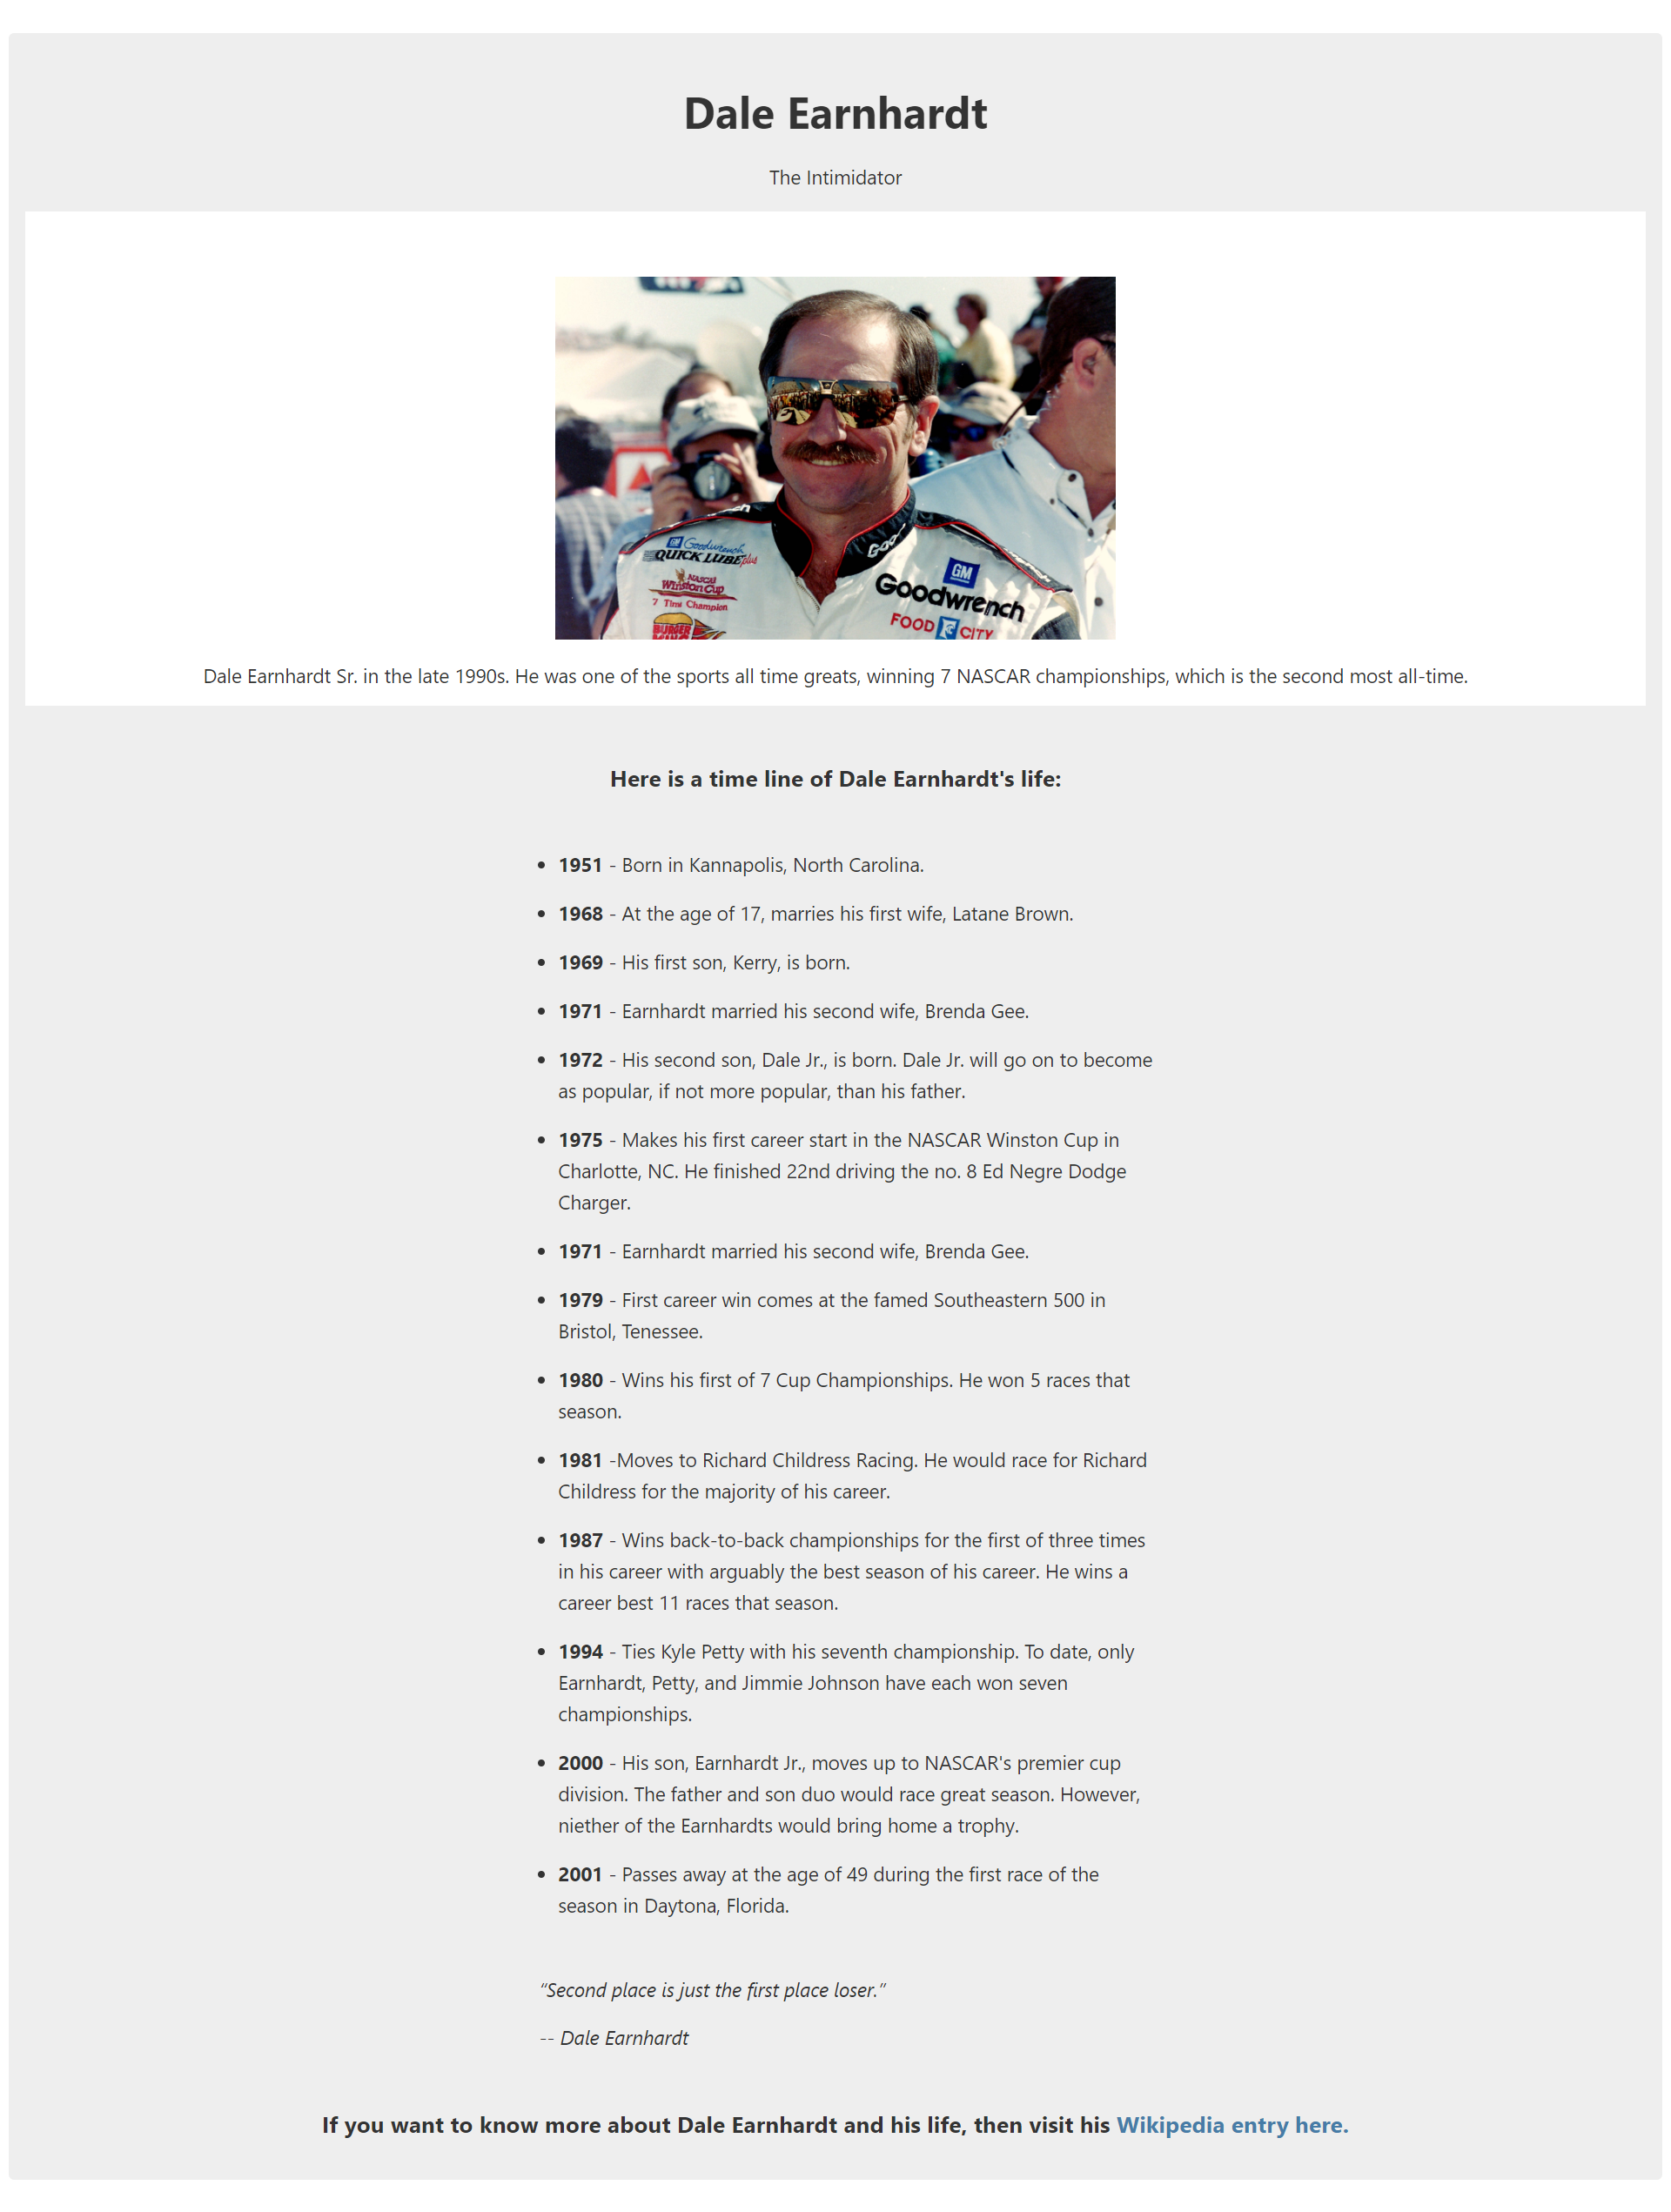 Dale Earnhardt
The Intimidator
GM Goodwrench
QUICK LUBE plus
NASCAR
Winston Cup
7 Time Champion
BURGER
KING
GM
Goodwrench
FOOD CITY
Dale Earnhardt Sr. in the late 1990s. He was one of the sports all time greats, winning 7 NASCAR championships, which is the second most all-time.
Here is a time line of Dale Earnhardt's life:
• 1951 - Born in Kannapolis, North Carolina.
• 1968 - At the age of 17, marries his first wife, Latane Brown.
• 1969 - His first son, Kerry, is born.
• 1971 - Earnhardt married his second wife, Brenda Gee.
• 1972 - His second son, Dale Jr., is born. Dale Jr. will go on to become
as popular, if not more popular, than his father.
• 1975 - Makes his first career start in the NASCAR Winston Cup in
Charlotte, NC. He finished 22nd driving the no. 8 Ed Negre Dodge
Charger.
• 1971 - Earnhardt married his second wife, Brenda Gee.
• 1979 - First career win comes at the famed Southeastern 500 in
Bristol, Tenessee.
• 1980 - Wins his first of 7 Cup Championships. He won 5 races that
season.
• 1981 -Moves to Richard Childress Racing. He would race for Richard
Childress for the majority of his career.
• 1987 - Wins back-to-back championships for the first of three times
in his career with arguably the best season of his career. He wins a
career best 11 races that season.
• 1994 - Ties Kyle Petty with his seventh championship. To date, only
Earnhardt, Petty, and Jimmie Johnson have each won seven
championships.
• 2000 - His son, Earnhardt Jr., moves up to NASCAR's premier cup
division. The father and son duo would race great season. However,
niether of the Earnhardts would bring home a trophy.
• 2001 - Passes away at the age of 49 during the first race of the
season in Daytona, Florida.
“Second place is just the first place loser.”
-- Dale Earnhardt
If you want to know more about Dale Earnhardt and his life, then visit his Wikipedia entry here.